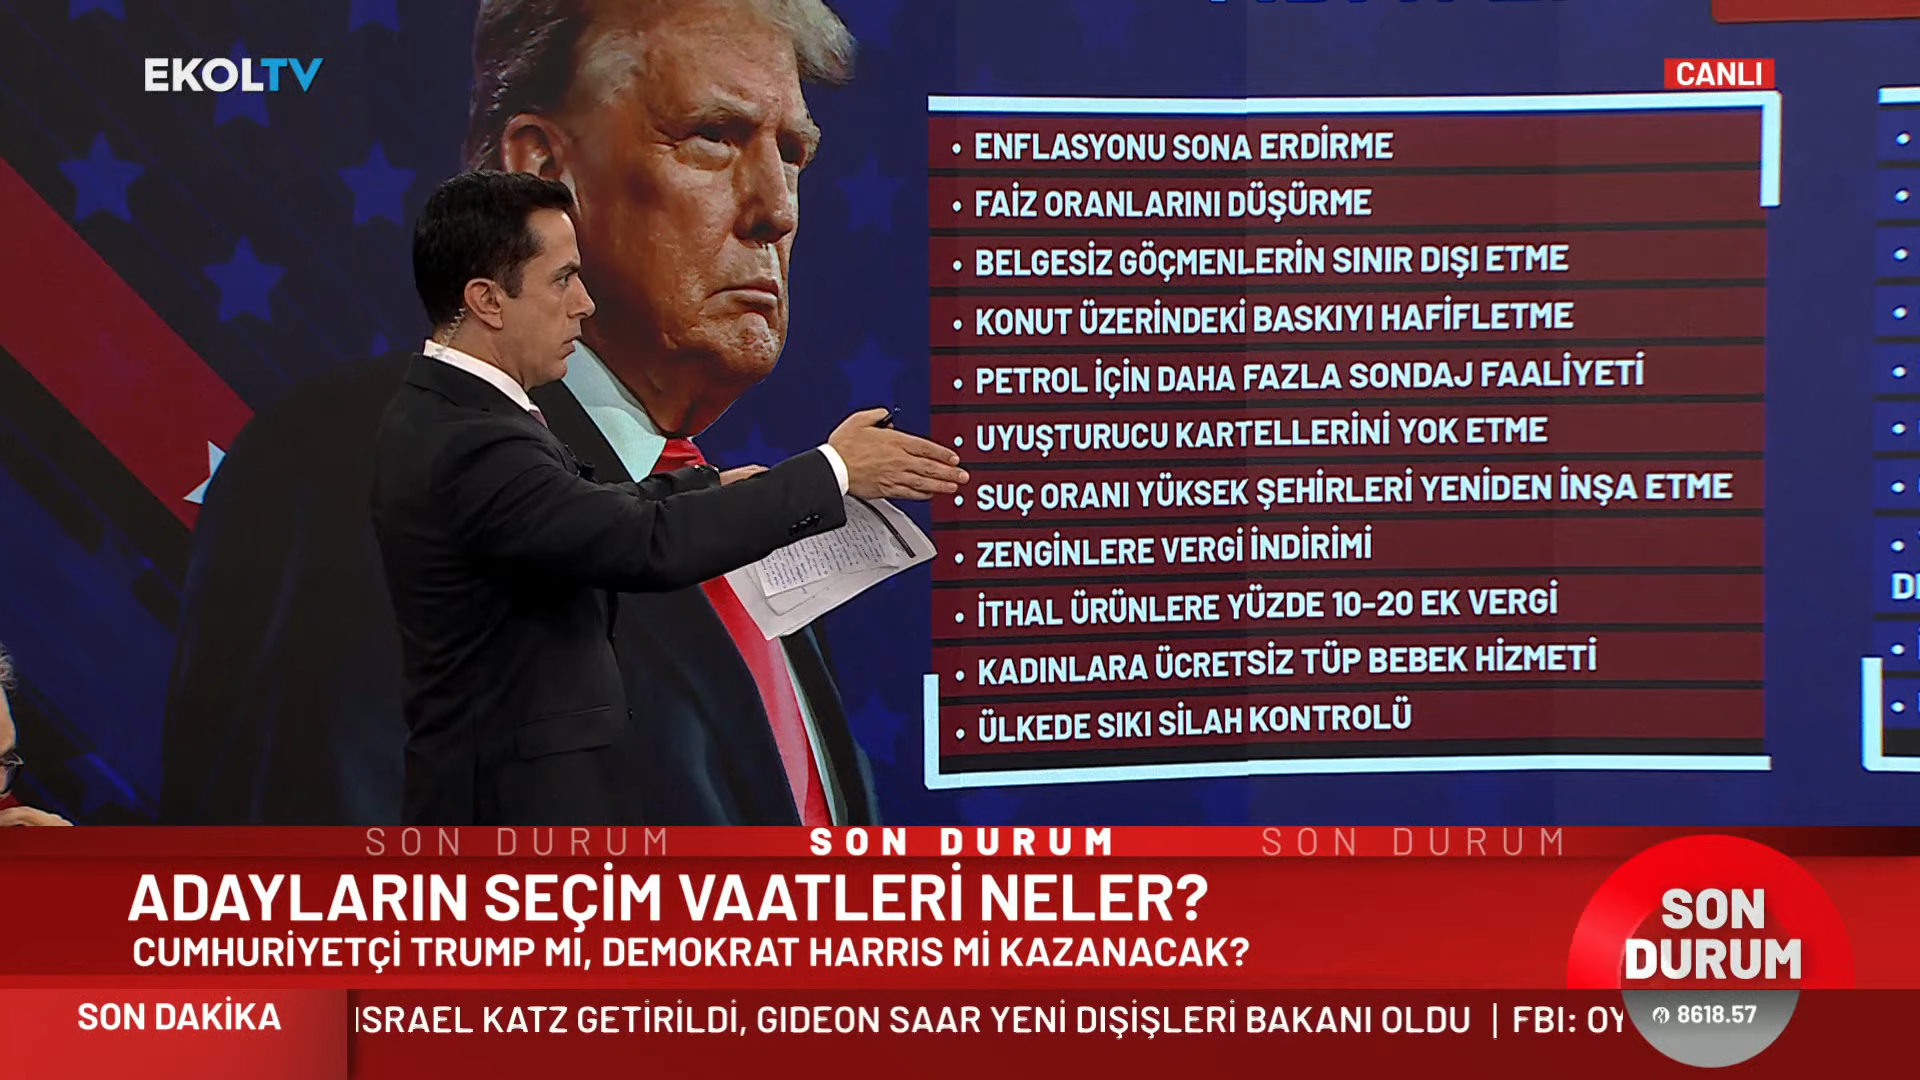 EKOLTV
CANLI
• ENFLASYONU SONA ERDİRME
• FAİZ ORANLARINI DÜŞÜRME
• BELGESİZ GÖÇMENLERİN SINIR DIŞI ETME
• KONUT ÜZERİNDEKİ BASKIYI HAFİFLETME
• PETROL İÇİN DAHA FAZLA SONDAJ FAALİYETİ
• UYUŞTURUCU KARTELLERİNİ YOK ETME
• SUÇ ORANI YÜKSEK ŞEHİRLERİ YENİDEN İNŞA ETME
• ZENGİNLERE VERGİ İNDİRİMİ
• İTHAL ÜRÜNLERE YÜZDE 10-20 EK VERGİ
• KADINLARA ÜCRETSİZ TÜP BEBEK HİZMETİ
• ÜLKEDE SIKI SİLAH KONTROLÜ
SON DURUM SON DURUM SON DURUM
ADAYLARIN SEÇİM VAATLERİ NELER?
CUMHURİYETÇİ TRUMP MI, DEMOKRAT HARRIS Mİ KAZANACAK?
SON
DURUM
SON DAKİKA
ISRAEL KATZ GETİRİLDİ, GIDEON SAAR YENİ DIŞİŞLERİ BAKANI OLDU | FBI: OY
8618.57